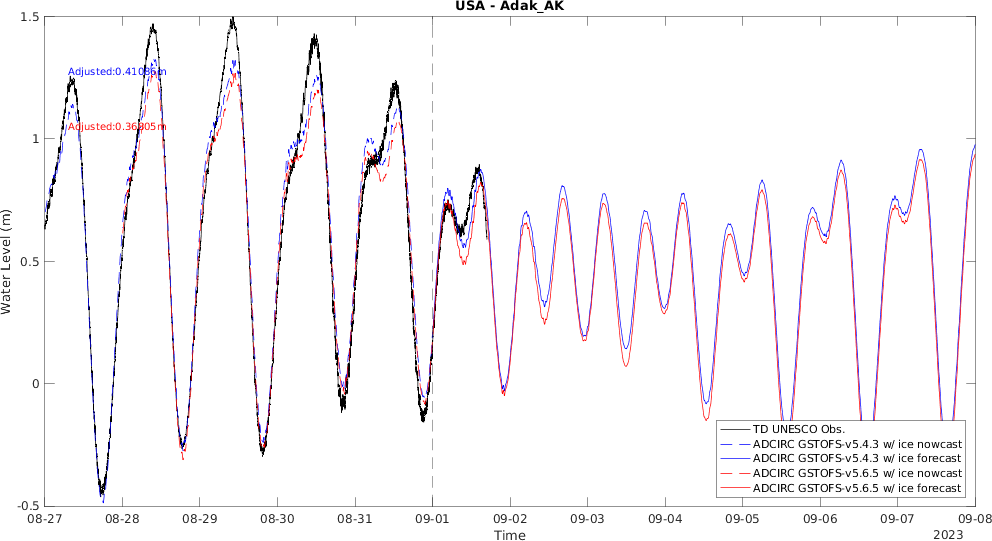 USA - Adak_AK
1.5
1
0.5
0
-0.5
Water Level (m)
Adjusted:0.41086m
Adjusted:0.36805m
08-27
08-28
08-29
08-30
08-31
09-01
09-02
09-03
09-04
09-05
09-06
09-07
09-08
Time
2023
TD UNESCO Obs.
ADCIRC GSTOFS-v5.4.3 w/ ice nowcast
ADCIRC GSTOFS-v5.4.3 w/ ice forecast
ADCIRC GSTOFS-v5.6.5 w/ ice nowcast
ADCIRC GSTOFS-v5.6.5 w/ ice forecast